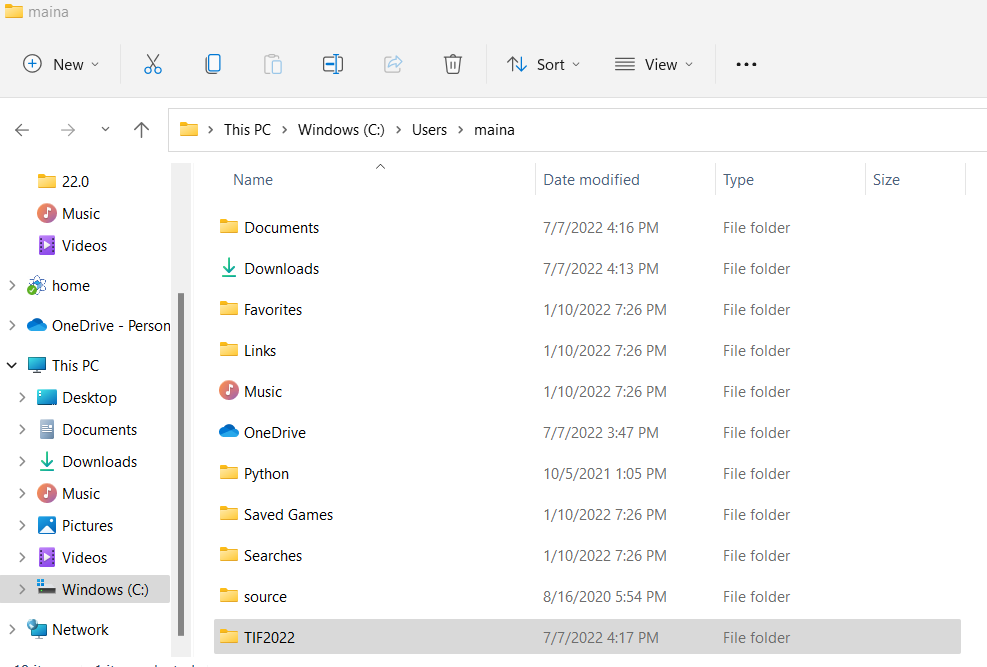 maina
New Sort View
This PC Windows (C:) Users maina
Name Date modified Type Size
22.0
Music
Videos
home
OneDrive - Person
This PC
Desktop
Documents
Downloads
Music
Pictures
Videos
Windows (C:)
Network
Documents 7/7/2022 4:16 PM File folder
Downloads 7/7/2022 4:13 PM File folder
Favorites 1/10/2022 7:26 PM File folder
Links 1/10/2022 7:26 PM File folder
Music 1/10/2022 7:26 PM File folder
OneDrive 7/7/2022 3:47 PM File folder
Python 10/5/2021 1:05 PM File folder
Saved Games 1/10/2022 7:26 PM File folder
Searches 1/10/2022 7:26 PM File folder
source 8/16/2020 5:54 PM File folder
TIF2022 7/7/2022 4:17 PM File folder